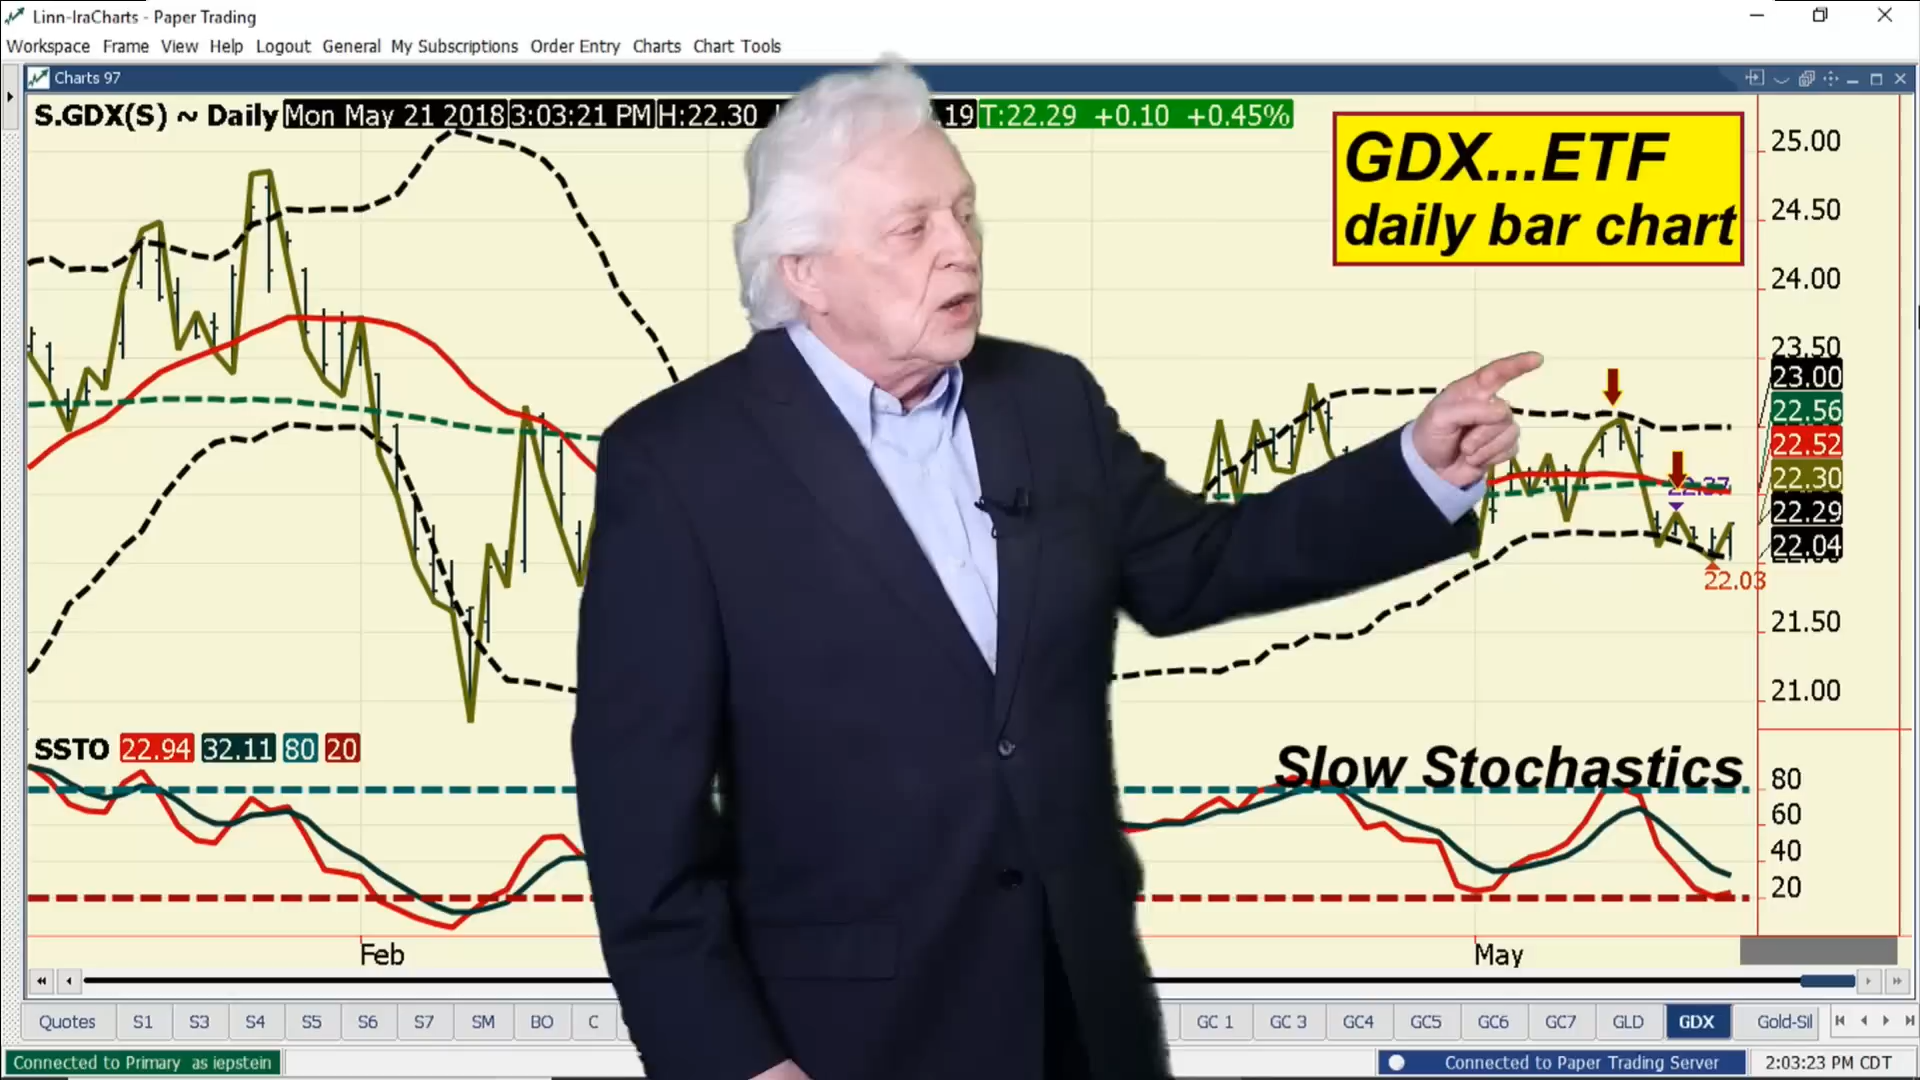 Linn-IraCharts - Paper Trading
Workspace Frame View Help Logout General My Subscriptions Order Entry Charts Chart Tools
Charts 97
S.GDX(S) ~ Daily Mon May 21 2018 3:03:21 PM H:22.30 .19 T:22.29 +0.10 +0.45%
GDX...ETF
daily bar chart
25.00
24.50
24.00
23.50
23.00
22.56
22.52
22.30
22.29
22.04
22.37
22.03
21.50
21.00
SSTO 22.94 32.11 80 20
Slow Stochastics
80
60
40
20
Feb May
Quotes S1 S3 S4 S5 S6 S7 SM BO C GC 1 GC 3 GC4 GC5 GC6 GC7 GLD GDX Gold-Sil
Connected to Primary as iepstein Connected to Paper Trading Server 2:03:23 PM CDT